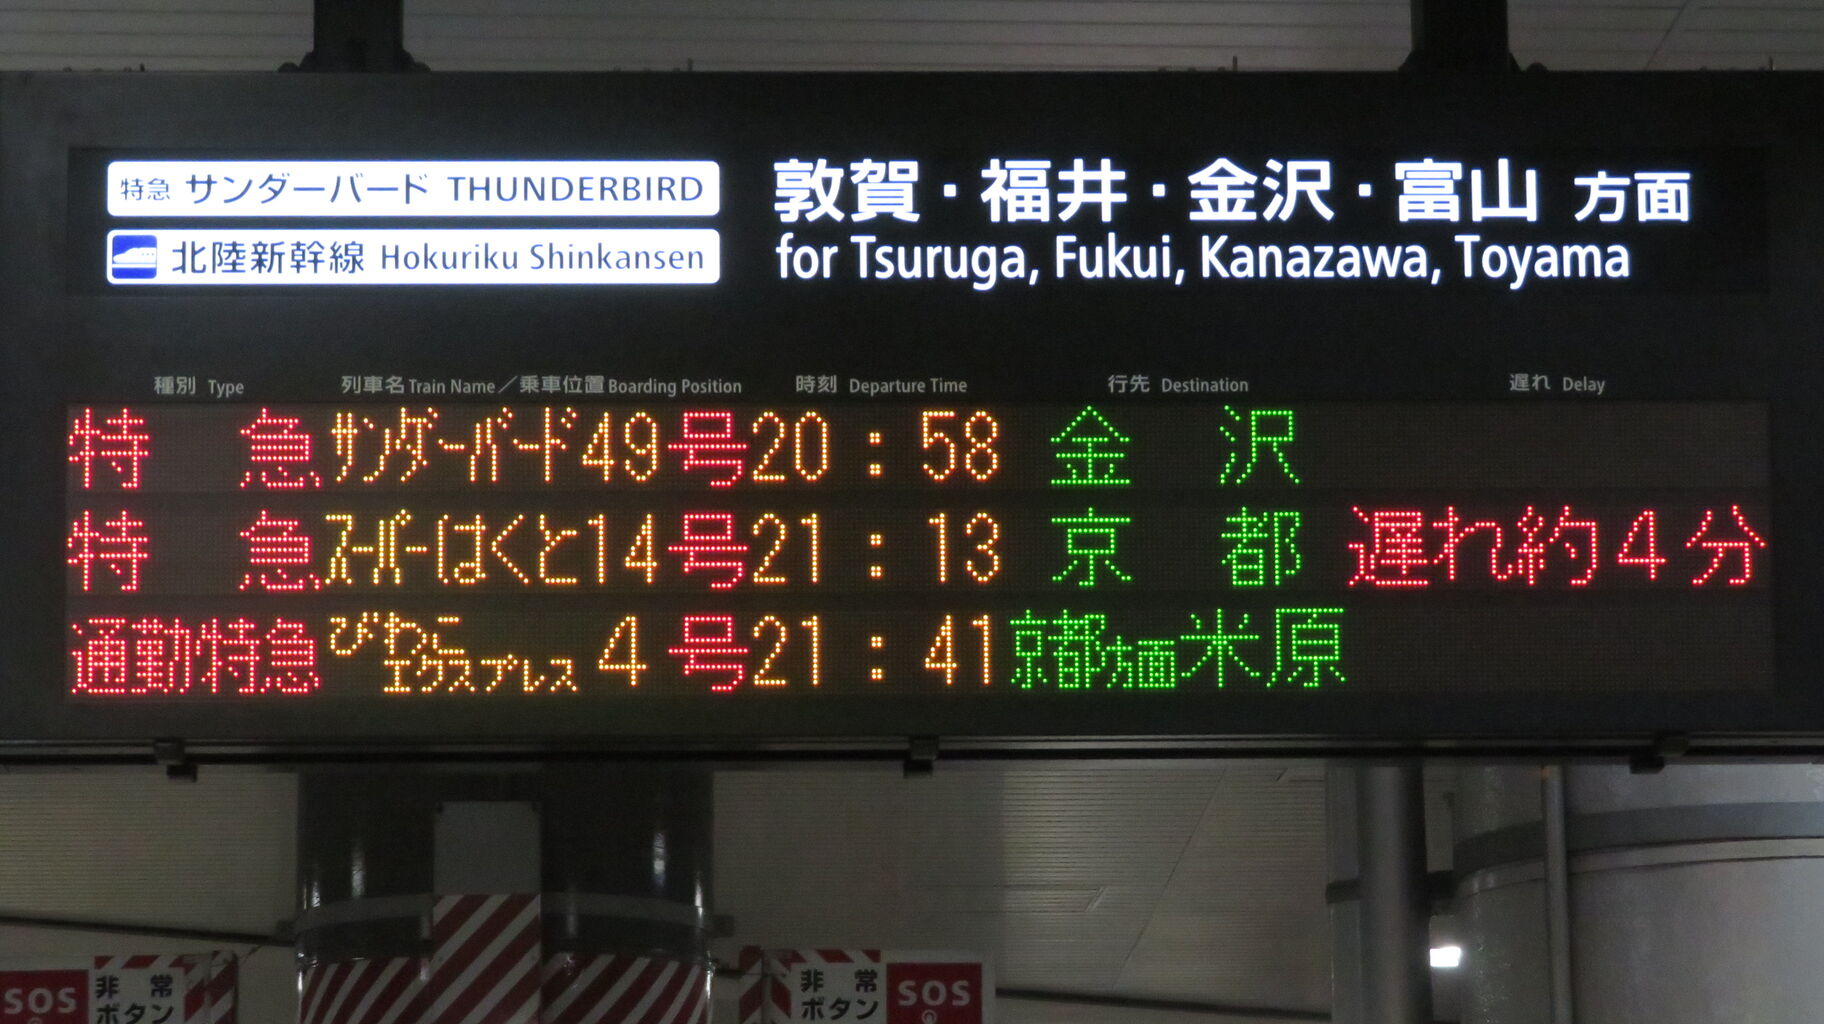 特急 サンダーバード THUNDERBIRD
北陸新幹線 Hokuriku Shinkansen
敦賀・福井・金沢・富山 方面
for Tsuruga, Fukui, Kanazawa, Toyama
種別 Type 列車名 Train Name／乗車位置 Boarding Position 時刻 Departure Time 行先 Destination 遅れ Delay
特急 サンダーバード49号 20:58 金沢
特急 スーパーはくと14号 21:13 京都 遅れ約4分
通勤特急 びわこエクスプレス 4号 21:41 京都方面米原
SOS
非常
ボタン
非常
ボタン
SOS